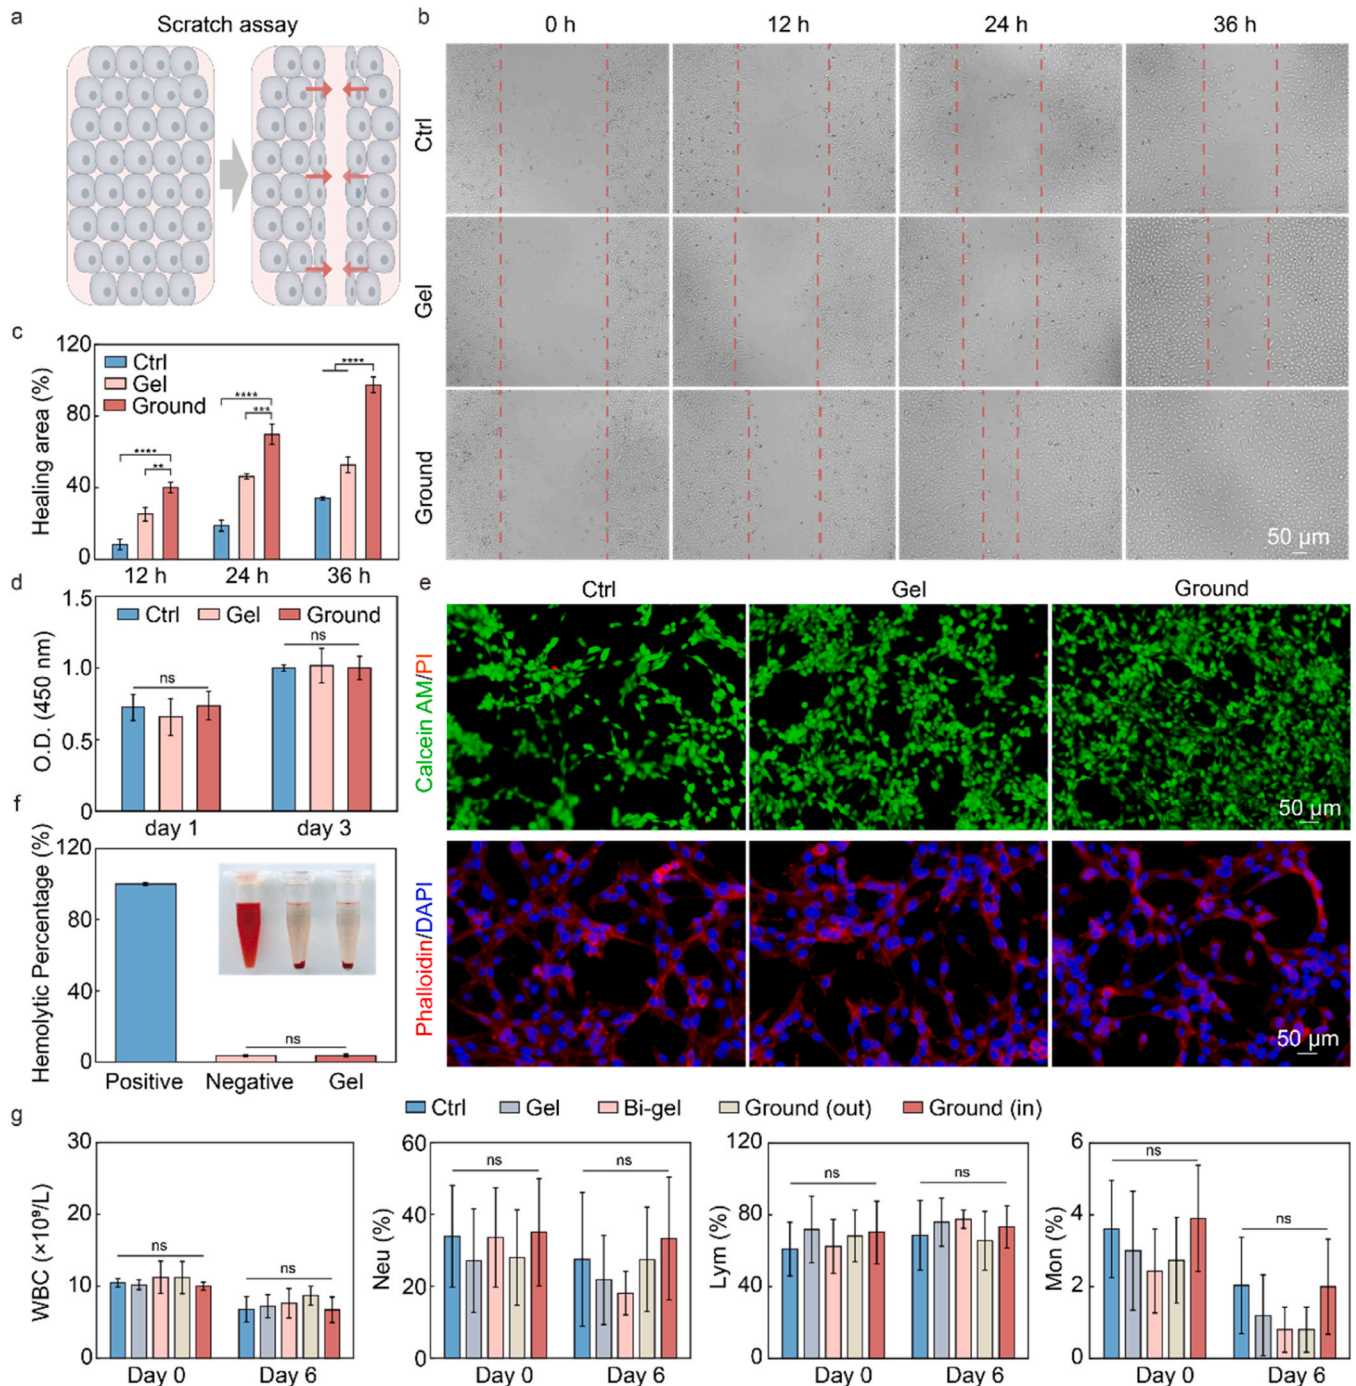 a
Scratch assay
b
0 h
12 h
24 h
36 h
Ctrl
Gel
Ground
50 μm
c
Healing area (%)
120
80
40
0
Ctrl
Gel
Ground
****
**
****
***
****
12 h
24 h
36 h
d
O.D. (450 nm)
1.5
1.0
0.5
0
Ctrl
Gel
Ground
ns
ns
day 1
day 3
e
Ctrl
Gel
Ground
Calcein AM/PI
50 μm
Phalloidin/DAPI
50 μm
f
Hemolytic Percentage (%)
120
80
40
0
ns
Positive
Negative
Gel
g
Ctrl
Gel
Bi-gel
Ground (out)
Ground (in)
WBC (×10⁹/L)
30
20
10
0
ns
ns
Day 0
Day 6
Neu (%)
60
40
20
0
ns
ns
Day 0
Day 6
Lym (%)
120
80
40
0
ns
ns
Day 0
Day 6
Mon (%)
6
4
2
0
ns
ns
Day 0
Day 6